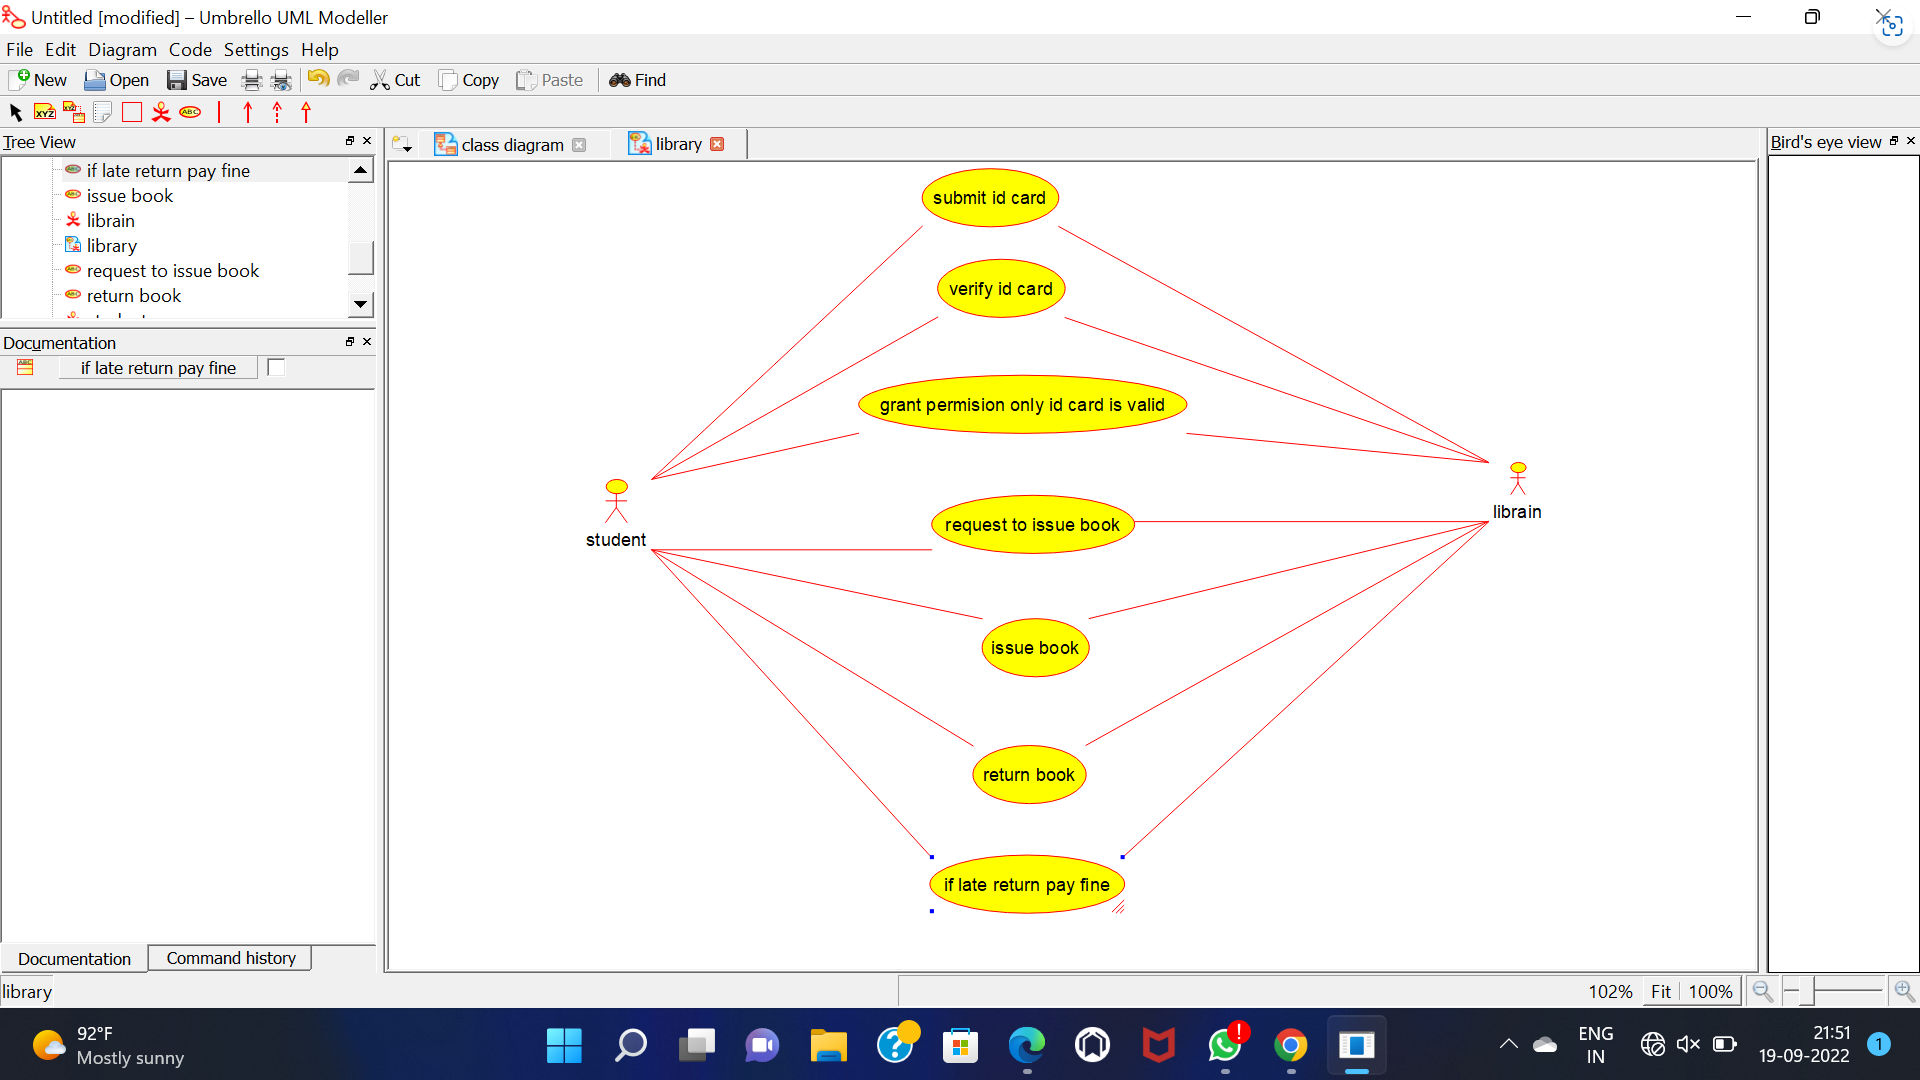 Untitled [modified] – Umbrello UML Modeller
File Edit Diagram Code Settings Help
New Open Save Cut Copy Paste Find
XYZ XYZ ABC
Tree View
if late return pay fine
issue book
librain
library
request to issue book
return book
Documentation
if late return pay fine
Documentation Command history
class diagram library
submit id card
verify id card
grant permision only id card is valid
request to issue book
issue book
return book
if late return pay fine
student
librain
Bird's eye view
library
102% Fit 100%
92°F
Mostly sunny
ENG
IN
21:51
19-09-2022
1